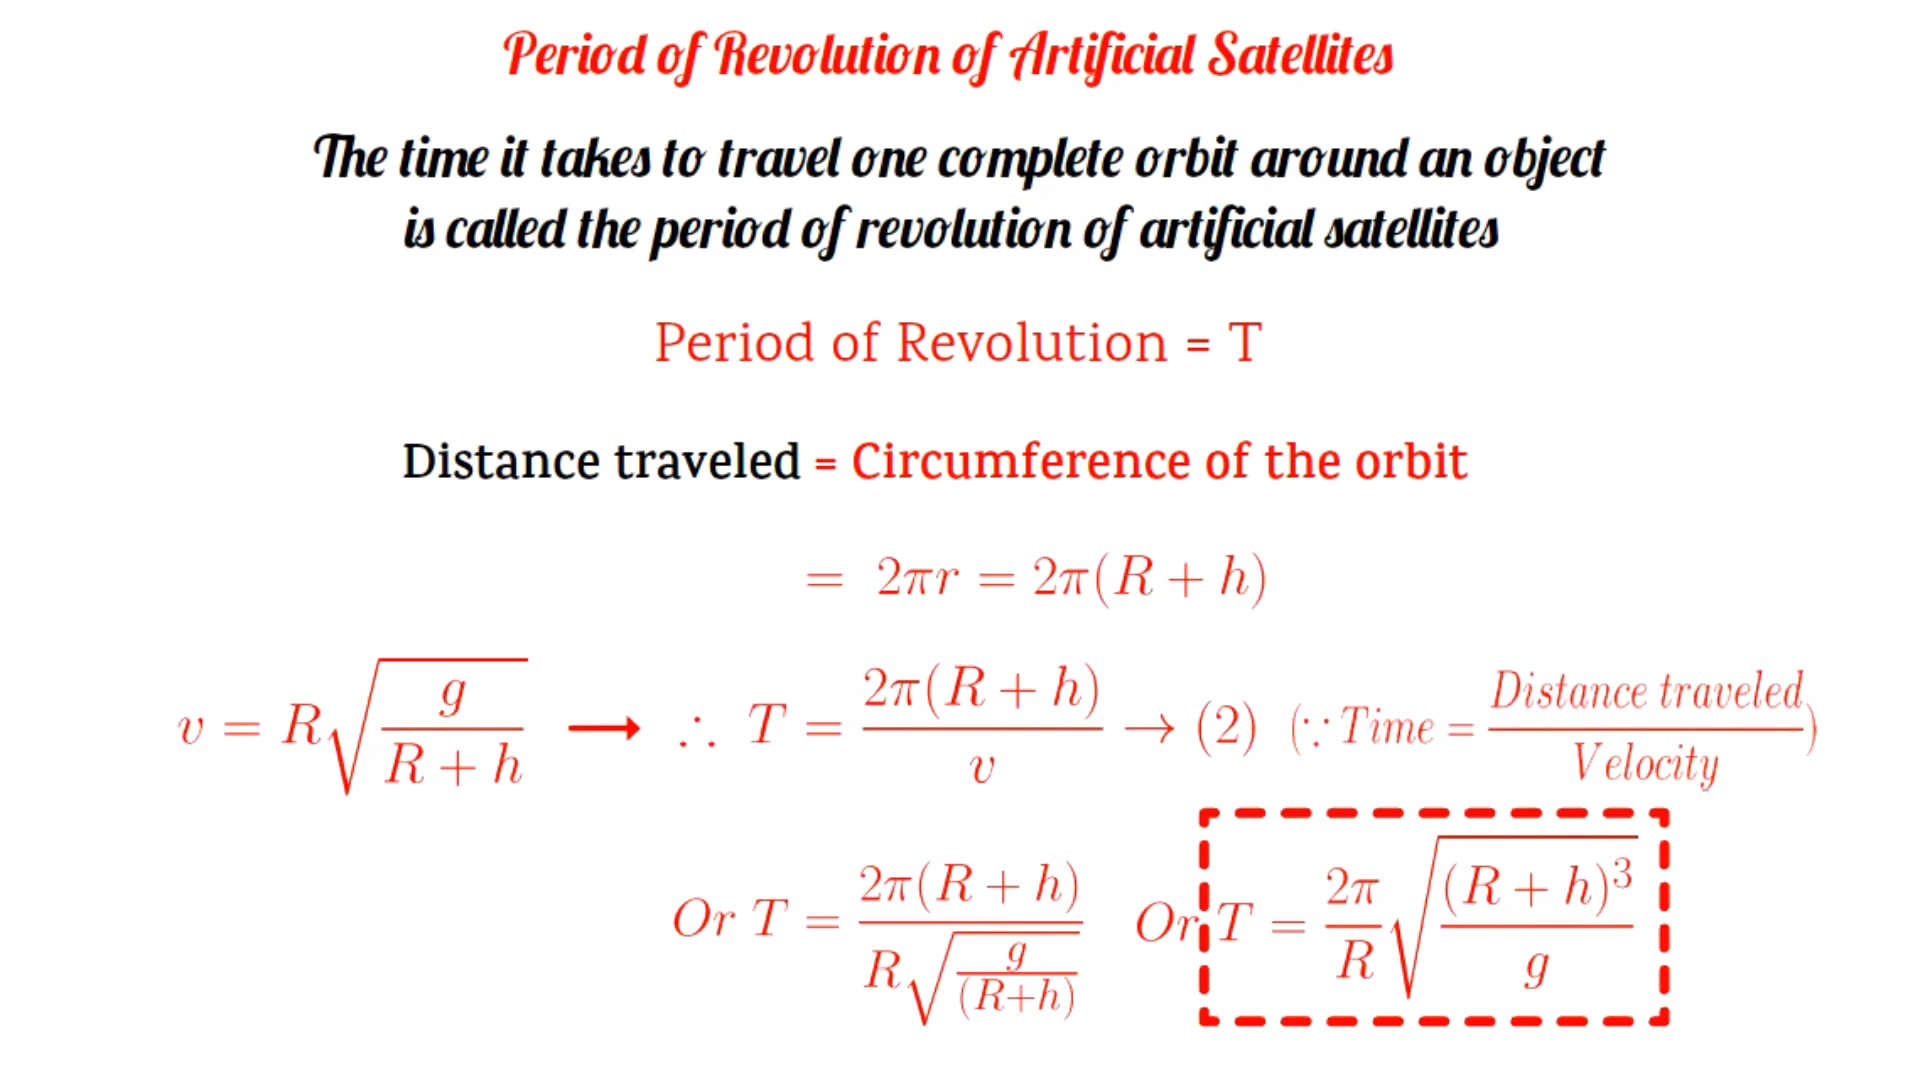 Period of Revolution of Artificial Satellites
The time it takes to travel one complete orbit around an object
is called the period of revolution of artificial satellites
Period of Revolution = T
Distance traveled = Circumference of the orbit
= 2πr = 2π(R + h)
v = R√(g/(R + h)) → ∴ T = 2π(R + h)/v → (2) (∵ Time = Distance traveled/Velocity)
Or T = 2π(R + h)/(R√(g/(R+h))) Or T = 2π/R √((R + h)³/g)